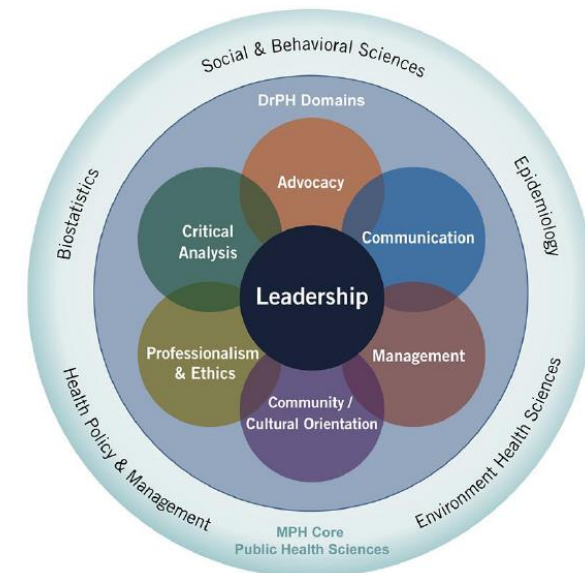 Social & Behavioral Sciences
DrPH Domains
Advocacy
Biostatistics
Epidemiology
Critical
Analysis
Communication
Leadership
Professionalism
& Ethics
Management
Community /
Cultural Orientation
Health Policy & Management
Environment Health Sciences
MPH Core
Public Health Sciences